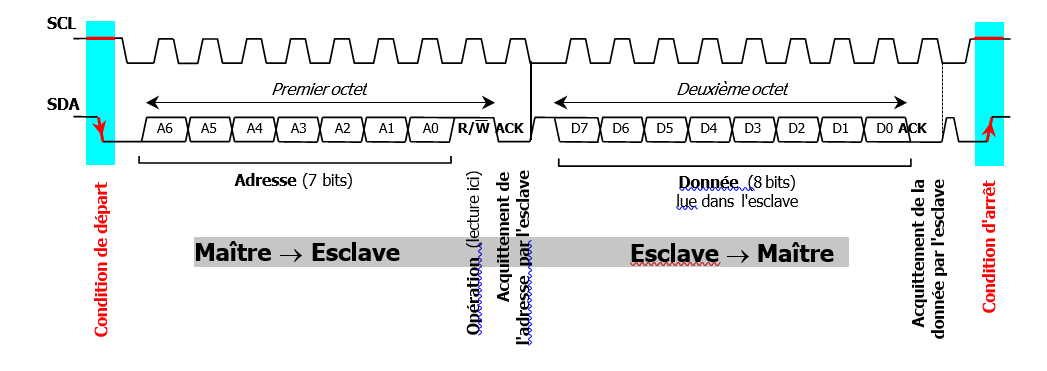 SCL
Premier octet
Deuxième octet
SDA
A6 A5 A4 A3 A2 A1 A0 R/W̅ ACK D7 D6 D5 D4 D3 D2 D1 D0 ACK
Adresse (7 bits)
Donnée (8 bits)
lue dans l'esclave
Maître → Esclave
Esclave → Maître
Condition de départ
Opération (lecture ici)
Acquittement de
l'adresse par l'esclave
Acquittement de la
donnée par l'esclave
Condition d'arrêt